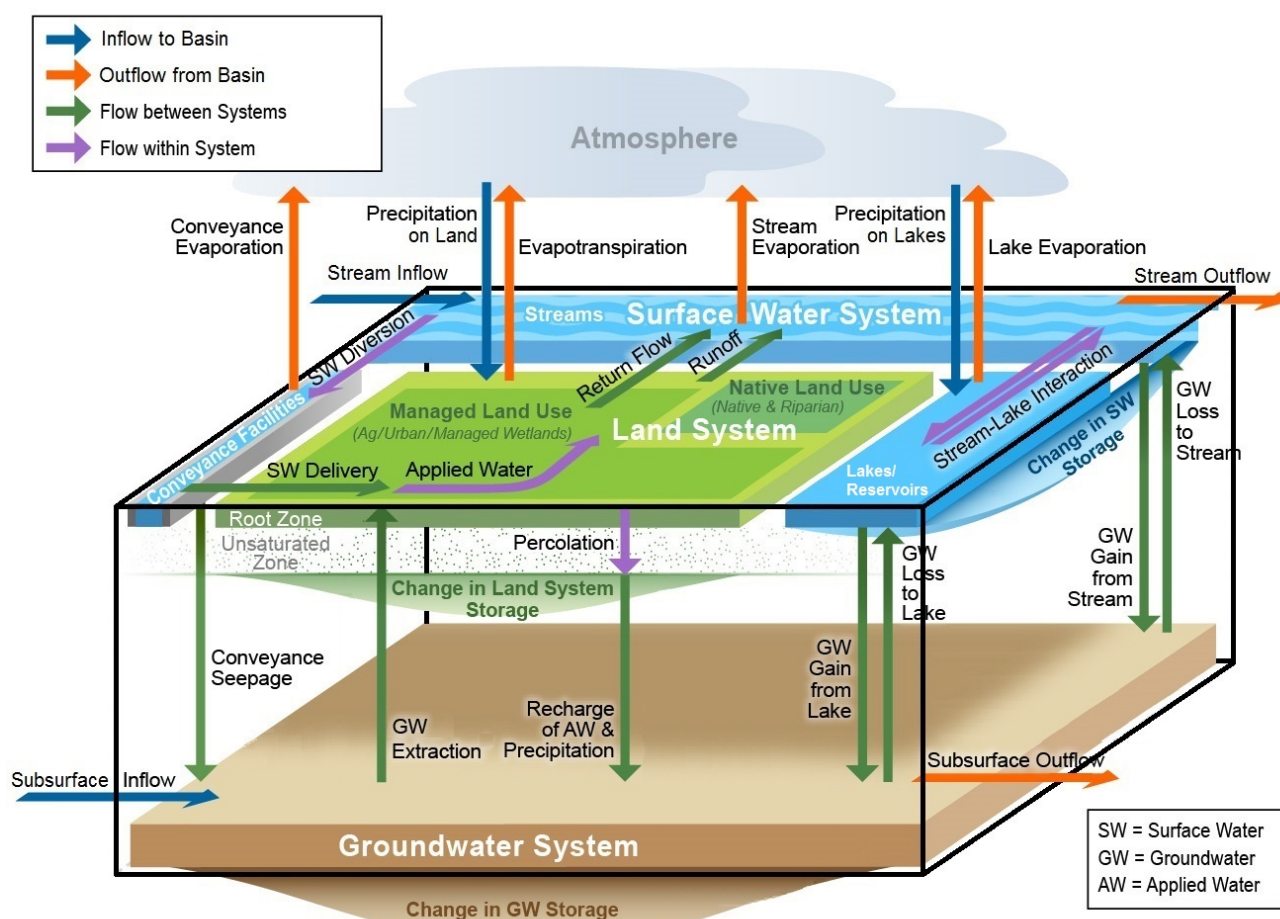 Inflow to Basin
Outflow from Basin
Flow between Systems
Flow within System
Atmosphere
Conveyance
Evaporation
Precipitation
on Land
Evapotranspiration
Stream
Evaporation
Precipitation
on Lakes
Lake Evaporation
Stream Inflow
Stream Outflow
Streams
Surface Water System
SW Diversion
Return Flow
Runoff
Conveyance Facilities
Managed Land Use
(Ag/Urban/Managed Wetlands)
Native Land Use
(Native & Riparian)
Land System
Stream-Lake Interaction
Change in SW
Storage
GW
Loss
to
Stream
SW Delivery
Applied Water
Lakes/
Reservoirs
Root Zone
Unsaturated
Zone
Percolation
Change in Land System
Storage
GW
Loss
to
Lake
GW
Gain
from
Stream
Conveyance
Seepage
GW
Extraction
Recharge
of AW &
Precipitation
GW
Gain
from
Lake
Subsurface Inflow
Subsurface Outflow
Groundwater System
Change in GW Storage
SW = Surface Water
GW = Groundwater
AW = Applied Water